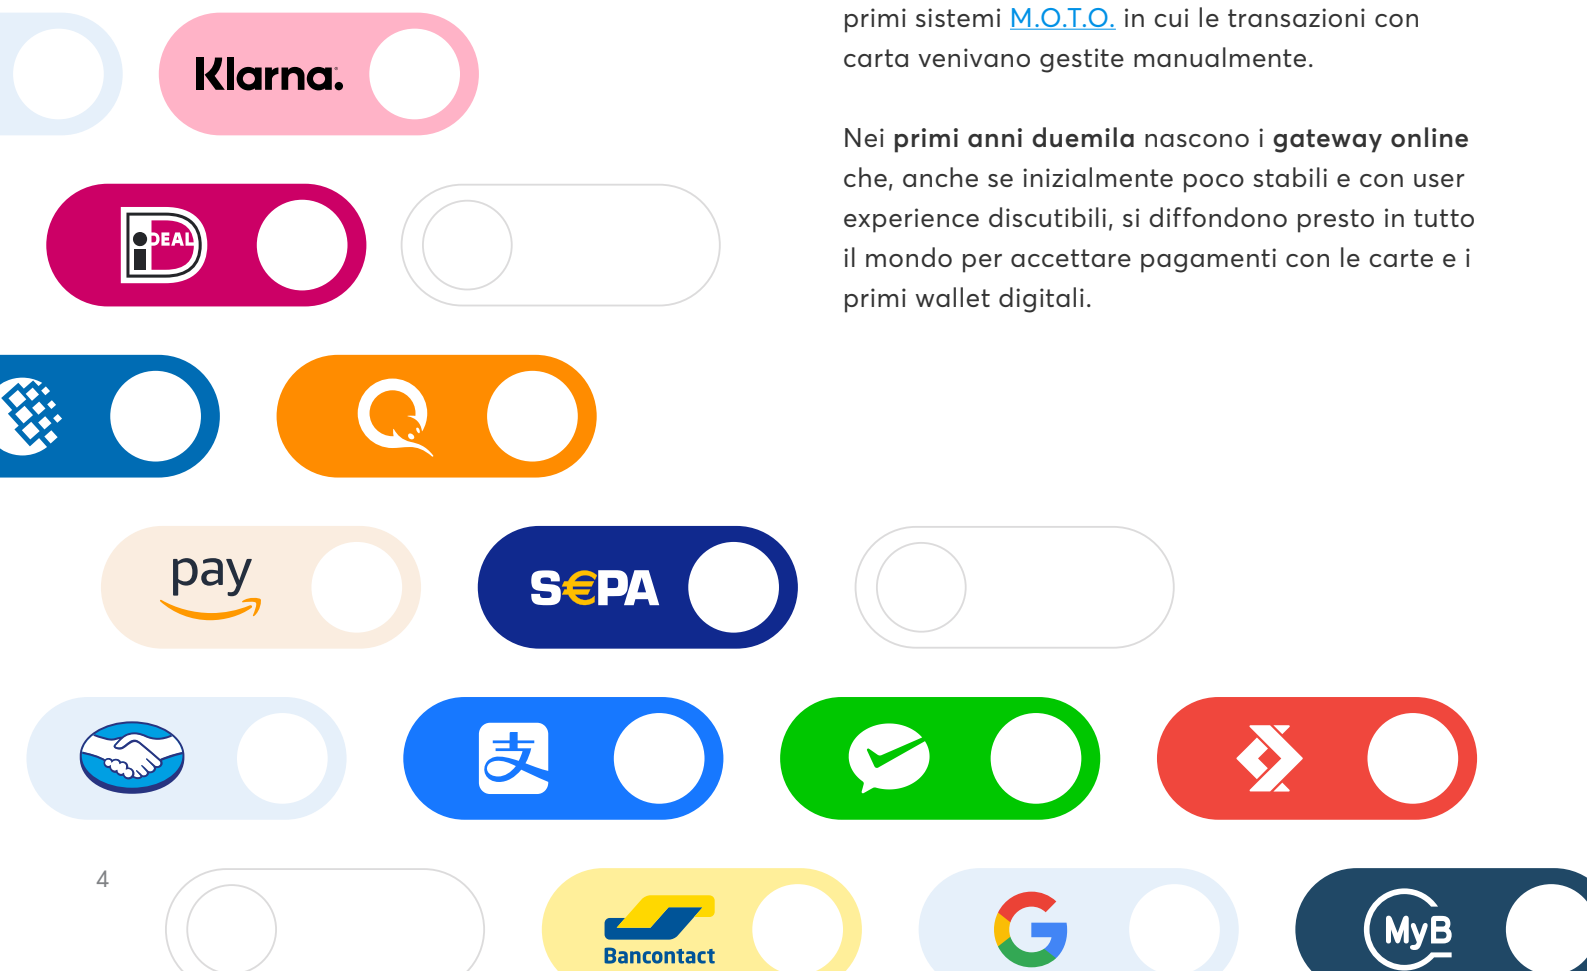 primi sistemi M.O.T.O. in cui le transazioni con
carta venivano gestite manualmente.
Nei primi anni duemila nascono i gateway online
che, anche se inizialmente poco stabili e con user
experience discutibili, si diffondono presto in tutto
il mondo per accettare pagamenti con le carte e i
primi wallet digitali.
Klarna.
iDEAL
pay
S€PA
支
4
Bancontact
G
MyB